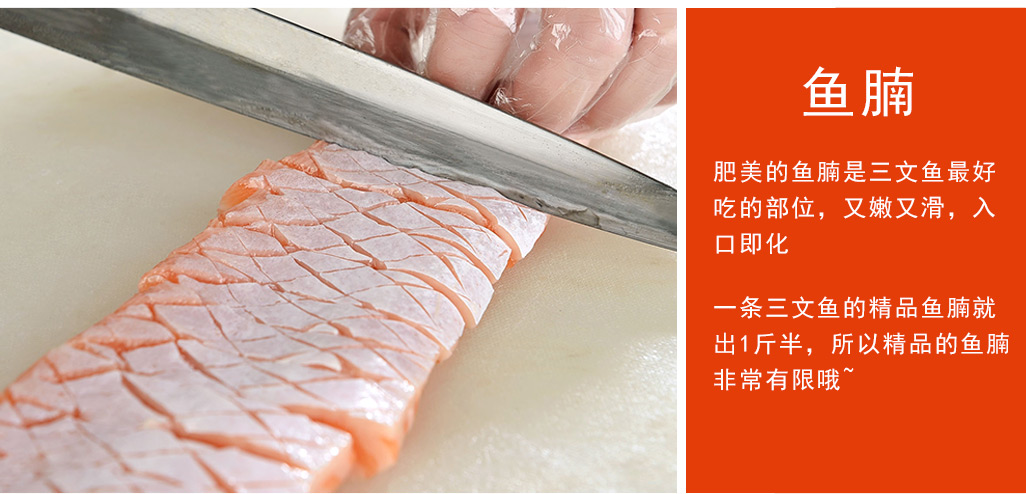 鱼腩
肥美的鱼腩是三文鱼最好
吃的部位，又嫩又滑，入
口即化
一条三文鱼的精品鱼腩就
出1斤半，所以精品的鱼腩
非常有限哦~